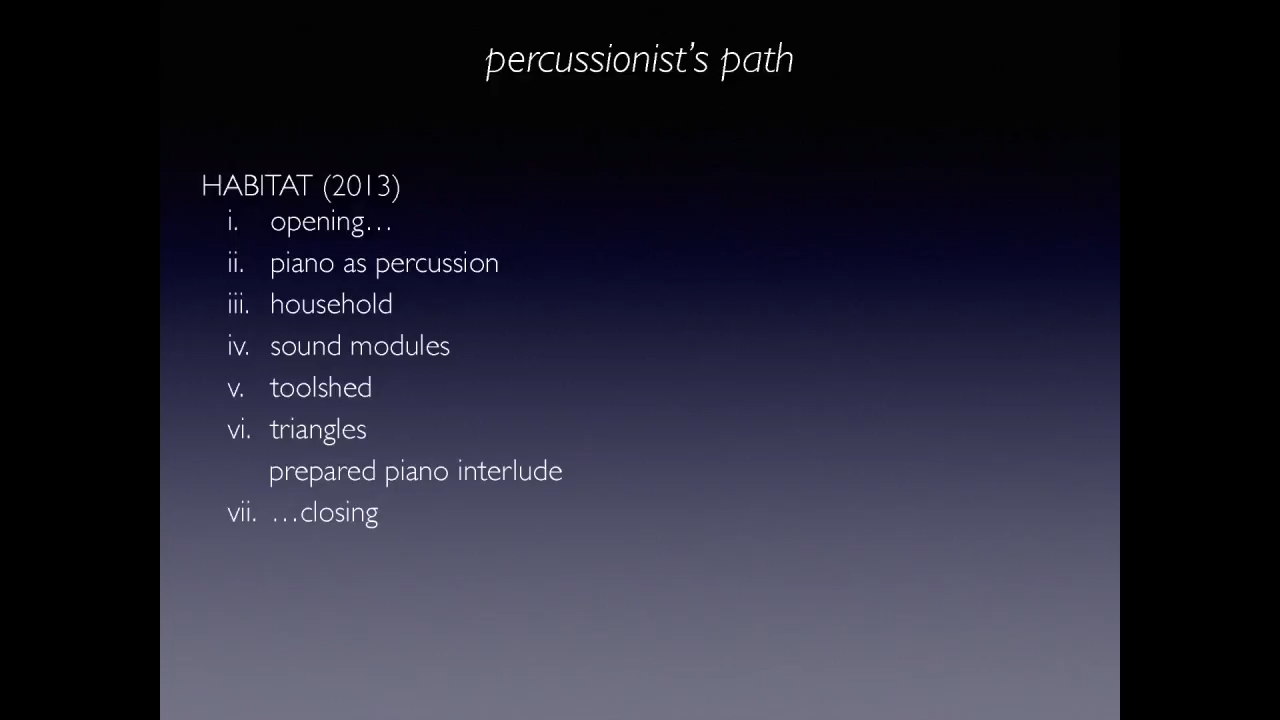 percussionist’s path
HABITAT (2013)
i. opening…
ii. piano as percussion
iii. household
iv. sound modules
v. toolshed
vi. triangles
prepared piano interlude
vii. …closing